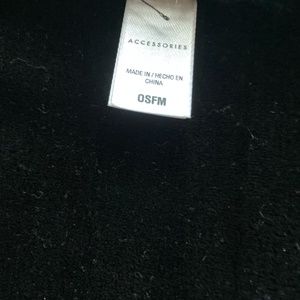 ACCESSORIES
MADE IN / HECHO EN
CHINA
OSFM